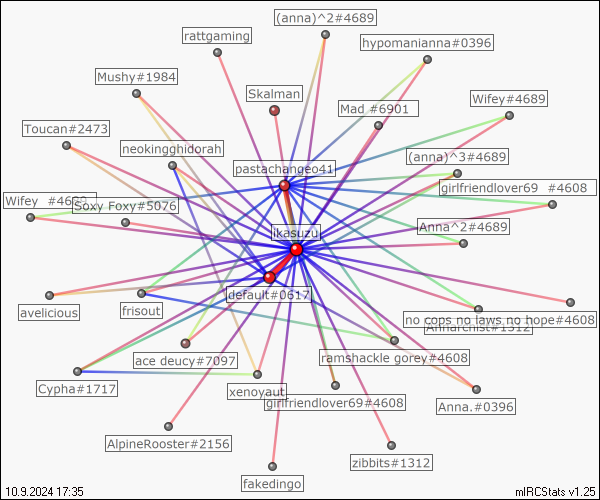 (anna)^2#4689
rattgaming
hypomanianna#0396
Mushy#1984
Skalman
Wifey#4689
Mad_#6901
Toucan#2473
neokingghidorah
(anna)^3#4689
pastachangeo41
girlfriendlover69__#4608
Wifey_#4689
Soxy Foxy#5076
Anna^2#4689
ikasuzu
default#0617
avelicious
frisout
no cops no laws no hope#4608
Annarchist#1312
ace deucy#7097
ramshackle gorey#4608
Cypha#1717
xenoyaut
girlfriendlover69#4608
Anna.#0396
AlpineRooster#2156
zibbits#1312
fakedingo
10.9.2024 17:35
mIRCStats v1.25